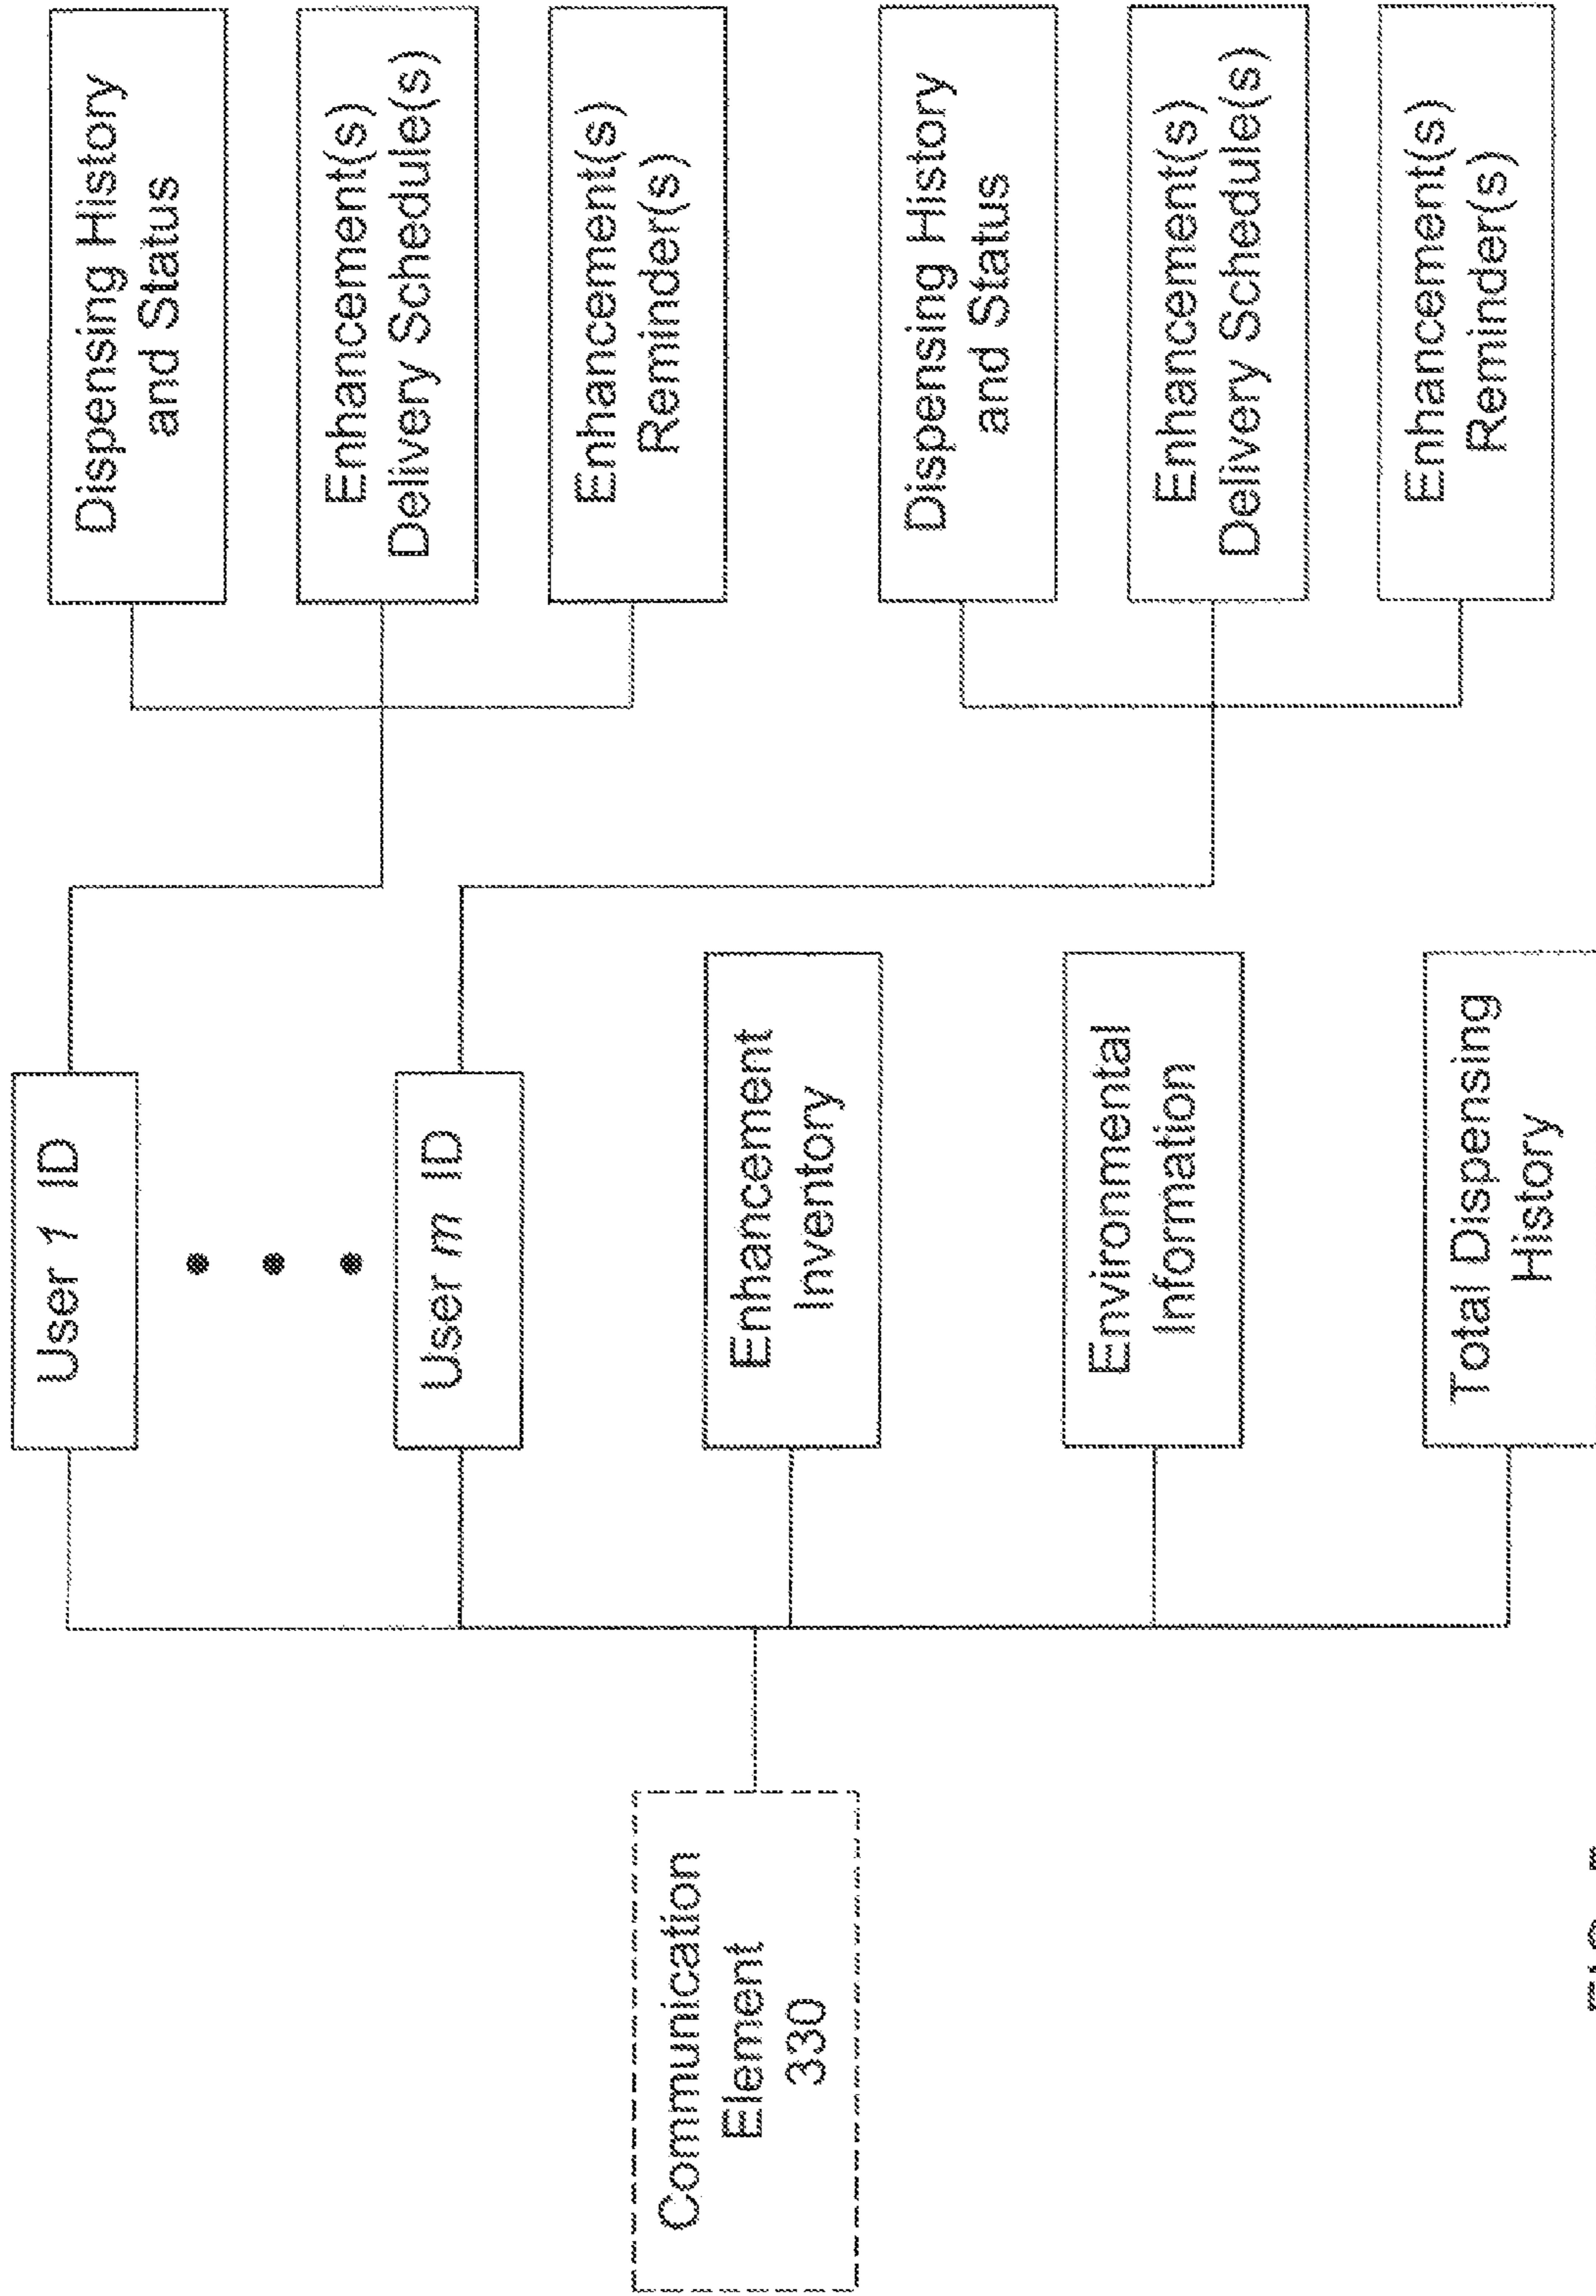 User 1 ID
User m ID
Enhancement
Inventory
Environmental
Information
Total Dispensing
History
Communication
Element
330
Dispensing History
and Status
Enhancement(s)
Delivery Schedule(s)
Enhancement(s)
Reminder(s)
Dispensing History
and Status
Enhancement(s)
Delivery Schedule(s)
Enhancement(s)
Reminder(s)